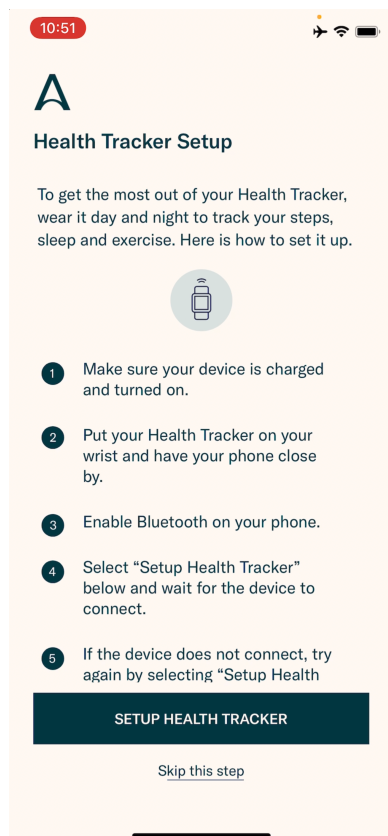 10:51
A
Health Tracker Setup
To get the most out of your Health Tracker,
wear it day and night to track your steps,
sleep and exercise. Here is how to set it up.
1 Make sure your device is charged
and turned on.
2 Put your Health Tracker on your
wrist and have your phone close
by.
3 Enable Bluetooth on your phone.
4 Select “Setup Health Tracker”
below and wait for the device to
connect.
5 If the device does not connect, try
again by selecting “Setup Health
SETUP HEALTH TRACKER
Skip this step